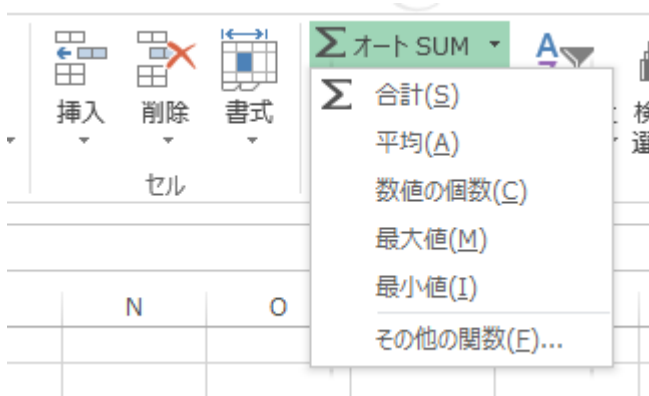 Σ オート SUM
挿入 削除 書式
セル
Σ 合計(S)
平均(A)
数値の個数(C)
最大値(M)
最小値(I)
その他の関数(F)...
N O